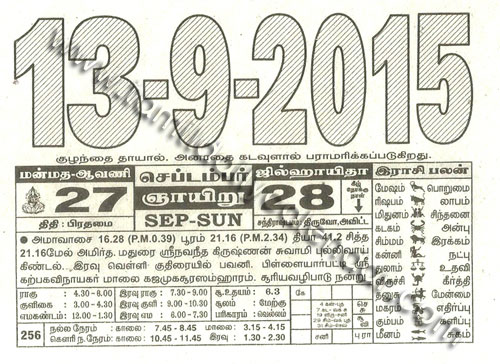 13-9-2015
குழந்தை தாயால், அனாதை கடவுளால் பராமரிக்கப்படுகிறது.
மன்மத-ஆவணி செப்டம்பர் ஜில்ஹாயிதா இராசி பலன்
27 ஞாயிறு 28 கீழ் நோக்கு நாள்
திதி : பிரதமை SEP-SUN சந்திராஷ்டமம் திருவோ, அவிட்ட
மேஷம் பொறுமை
ரிஷபம் லாபம்
மிதுனம் சிந்தனை
கடகம் அன்பு
சிம்மம் இரக்கம்
கன்னி நட்பு
துலாம் உதவி
விருச்சி கீர்த்தி
தனுசு மேன்மை
மகரம் எதிர்ப்பு
கும்பம் களிப்பு
மீனம் சுகம்
● அமாவாசை 16.28 (P.M.0.39) பூரம் 21.16 (P.M.2.34) தியா 41.2 சித்த
21.16மேல் அமிர்த. மதுரை ஸ்ரீநவநீத கிருஷ்ணன் சுவாமி பல்லிவாய்
கிண்டல்...இரவு வெள்ளி குதிரையில் பவனி. தில்லையாளி ஸ்ரீ
கற்பகவிநாயகர் மாலை கஜமுகசூரஸம்ஹாரம். சூரியவழிபாடு நன்று
ராகு 4.30 - 6.00 இரவு ராகு 7.30 - 9.00 சூ.உதயம் : 6.3
குளிகை 3.00 - 4.30 இரவு குளி 9.00 - 10.30 சூலம் : மேற்கு
எமகண்டம் 12.00 - 1.30 இரவு எம 6.00 - 7.30 பரிகாரம் : வெல்லம்
256 நல்ல நேரம் : காலை: 7.45 - 8.45 மாலை : 3.15 - 4.15
கௌரி ந.நேரம்: காலை: 10.45 - 11.45 பகல் : 1.30 - 2.30